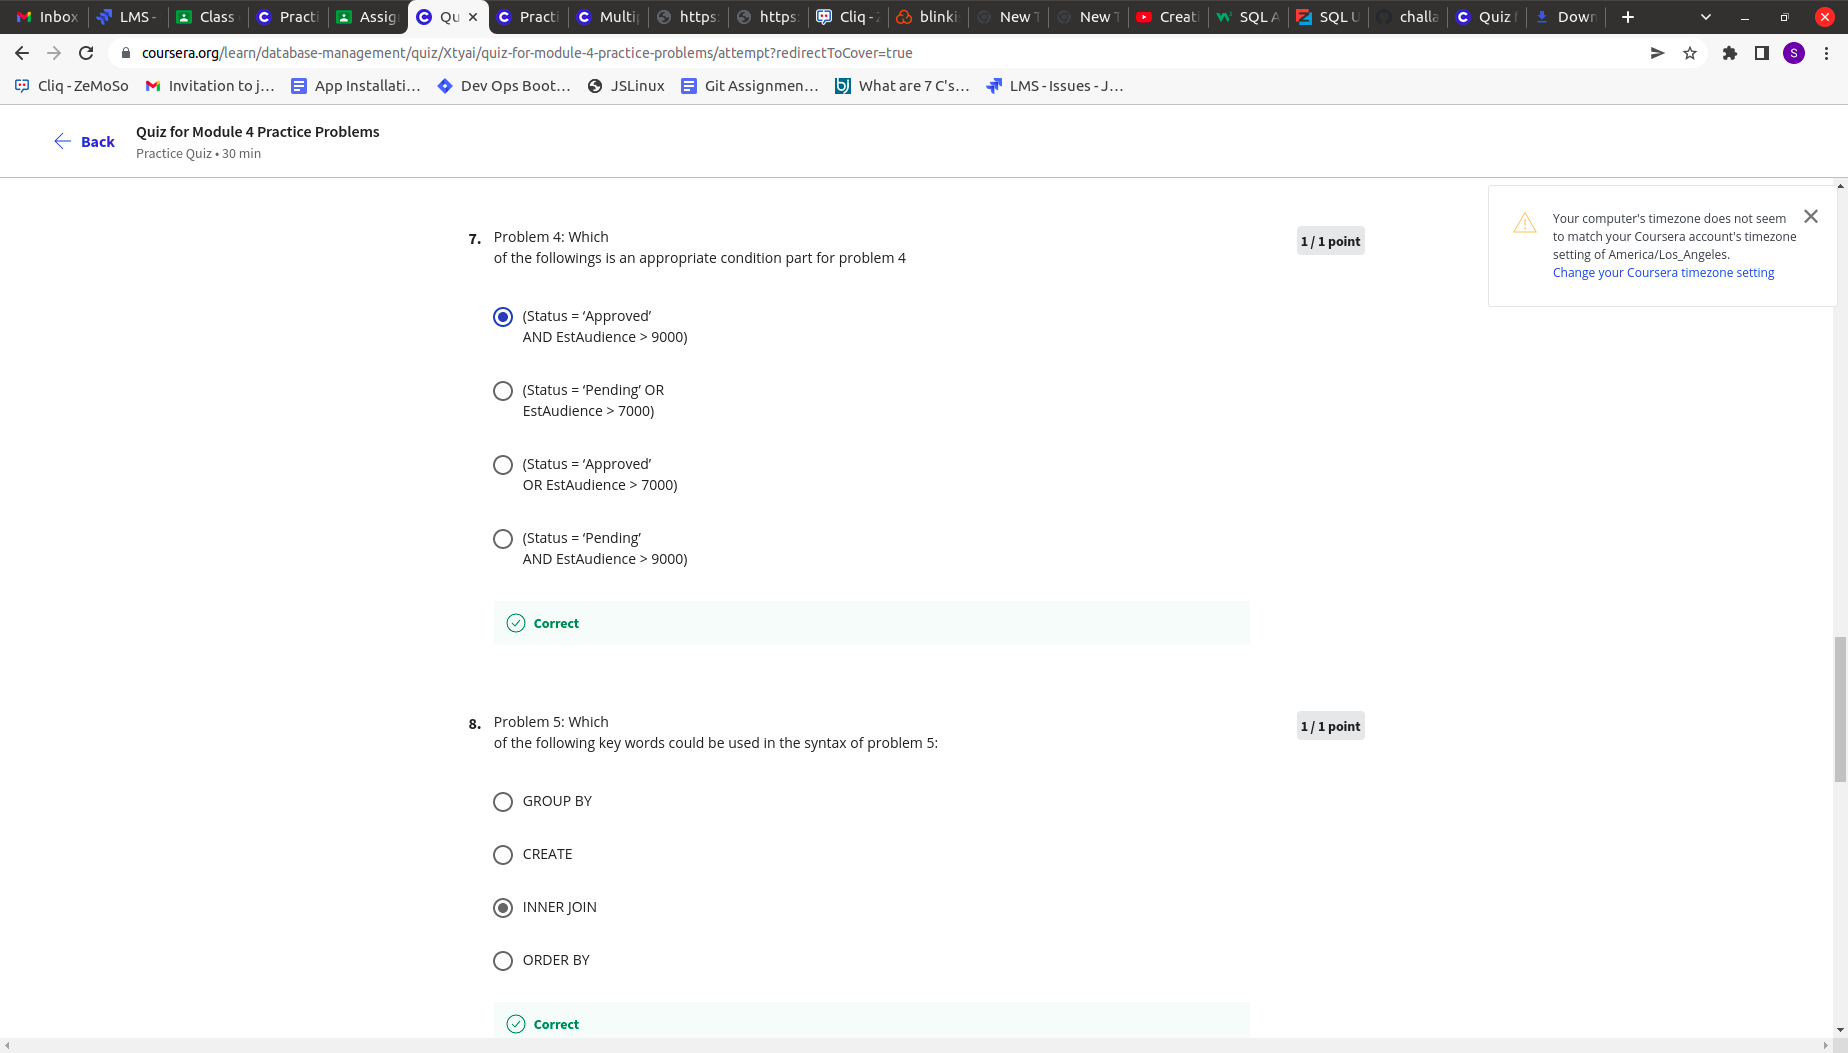 Inbox
LMS -
Class
Practi
Assig
Qu
Practi
Multip
https:
https:
Cliq - Z
blinki
New T
New T
Creati
SQL A
SQL U
challa
Quiz f
Down
coursera.org/learn/database-management/quiz/Xtyai/quiz-for-module-4-practice-problems/attempt?redirectToCover=true
S
Cliq - ZeMoSo
Invitation to j...
App Installati...
Dev Ops Boot...
JSLinux
Git Assignmen...
What are 7 C's...
LMS - Issues - J...
Back
Quiz for Module 4 Practice Problems
Practice Quiz • 30 min
Your computer's timezone does not seem
to match your Coursera account's timezone
setting of America/Los_Angeles.
Change your Coursera timezone setting
7. Problem 4: Which
of the followings is an appropriate condition part for problem 4
1 / 1 point
(Status = ‘Approved’
AND EstAudience > 9000)
(Status = ‘Pending’ OR
EstAudience > 7000)
(Status = ‘Approved’
OR EstAudience > 7000)
(Status = ‘Pending’
AND EstAudience > 9000)
Correct
8. Problem 5: Which
of the following key words could be used in the syntax of problem 5:
1 / 1 point
GROUP BY
CREATE
INNER JOIN
ORDER BY
Correct